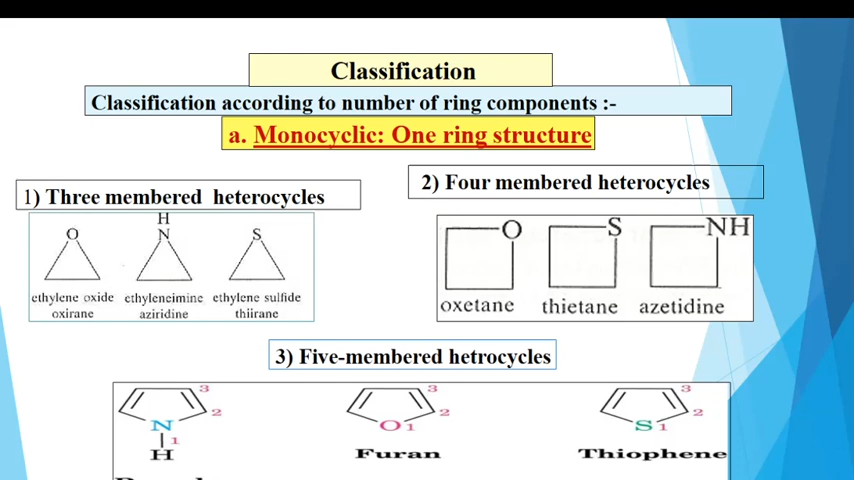 Classification
Classification according to number of ring components :-
a. Monocyclic: One ring structure
1) Three membered heterocycles
2) Four membered heterocycles
O
H
N
S
ethylene oxide
oxirane
ethyleneimine
aziridine
ethylene sulfide
thiirane
O
S
NH
oxetane
thietane
azetidine
3) Five-membered hetrocycles
3
2
N
1
H
3
2
O 1
Furan
3
2
S 1
Thiophene